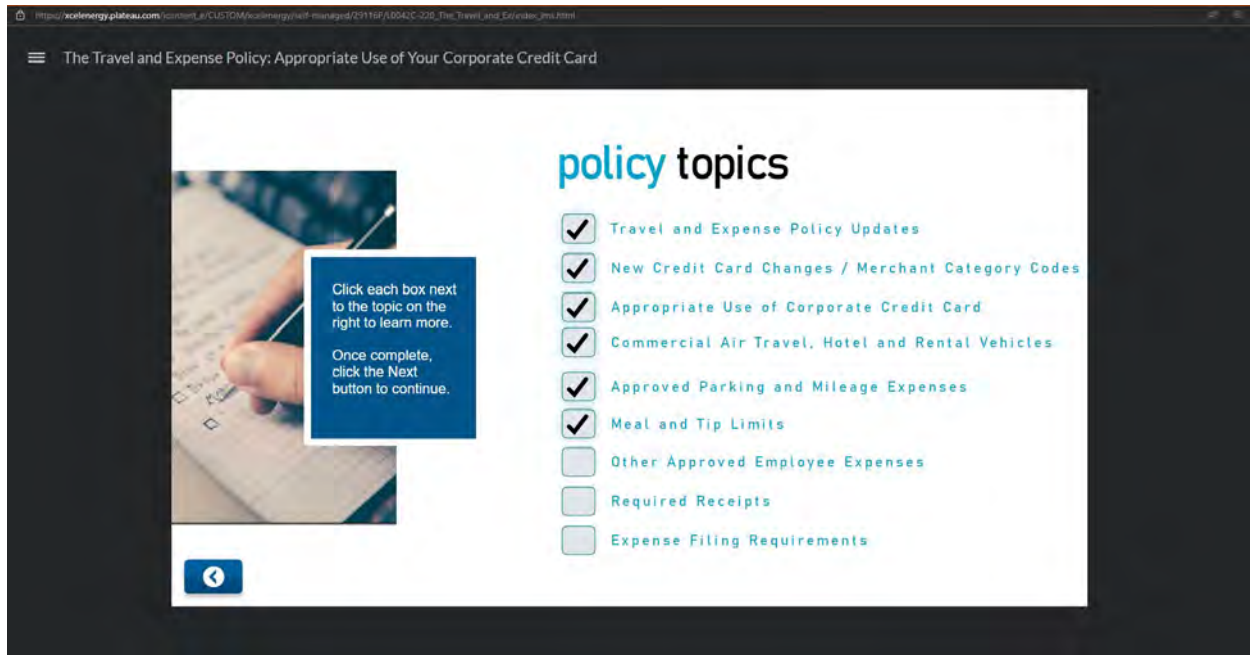 The Travel and Expense Policy: Appropriate Use of Your Corporate Credit Card
policy topics
Click each box next
to the topic on the
right to learn more.
Once complete,
click the Next
button to continue.
Travel and Expense Policy Updates
New Credit Card Changes / Merchant Category Codes
Appropriate Use of Corporate Credit Card
Commercial Air Travel, Hotel and Rental Vehicles
Approved Parking and Mileage Expenses
Meal and Tip Limits
Other Approved Employee Expenses
Required Receipts
Expense Filing Requirements